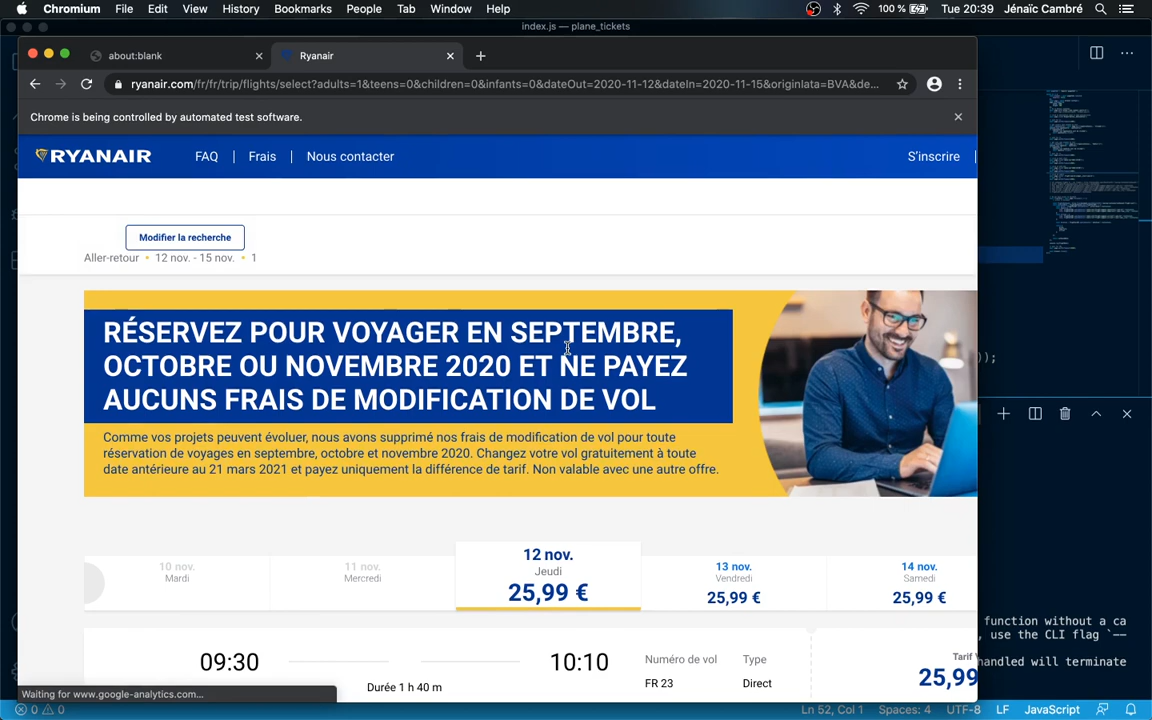 Chromium File Edit View History Bookmarks People Tab Window Help 100 % Tue 20:39 Jénaïc Cambré
index.js — plane_tickets
about:blank Ryanair
ryanair.com/fr/fr/trip/flights/select?adults=1&teens=0&children=0&infants=0&dateOut=2020-11-12&dateIn=2020-11-15&originIata=BVA&de...
Chrome is being controlled by automated test software.
RYANAIR FAQ | Frais | Nous contacter S'inscrire |
Modifier la recherche
Aller-retour • 12 nov. - 15 nov. • 1
RÉSERVEZ POUR VOYAGER EN SEPTEMBRE,
OCTOBRE OU NOVEMBRE 2020 ET NE PAYEZ
AUCUNS FRAIS DE MODIFICATION DE VOL
Comme vos projets peuvent évoluer, nous avons supprimé nos frais de modification de vol pour toute
réservation de voyages en septembre, octobre et novembre 2020. Changez votre vol gratuitement à toute
date antérieure au 21 mars 2021 et payez uniquement la différence de tarif. Non valable avec une autre offre.
));
10 nov. 11 nov. 12 nov. 13 nov. 14 nov.
Mardi Mercredi Jeudi Vendredi Samedi
25,99 € 25,99 € 25,99 €
function without a ca
, use the CLI flag `--
handled will terminate
09:30 10:10 Numéro de vol Type Tarif
Durée 1 h 40 m FR 23 Direct 25,99
Waiting for www.google-analytics.com...
0 0 Ln 52, Col 1 Spaces: 4 UTF-8 LF JavaScript